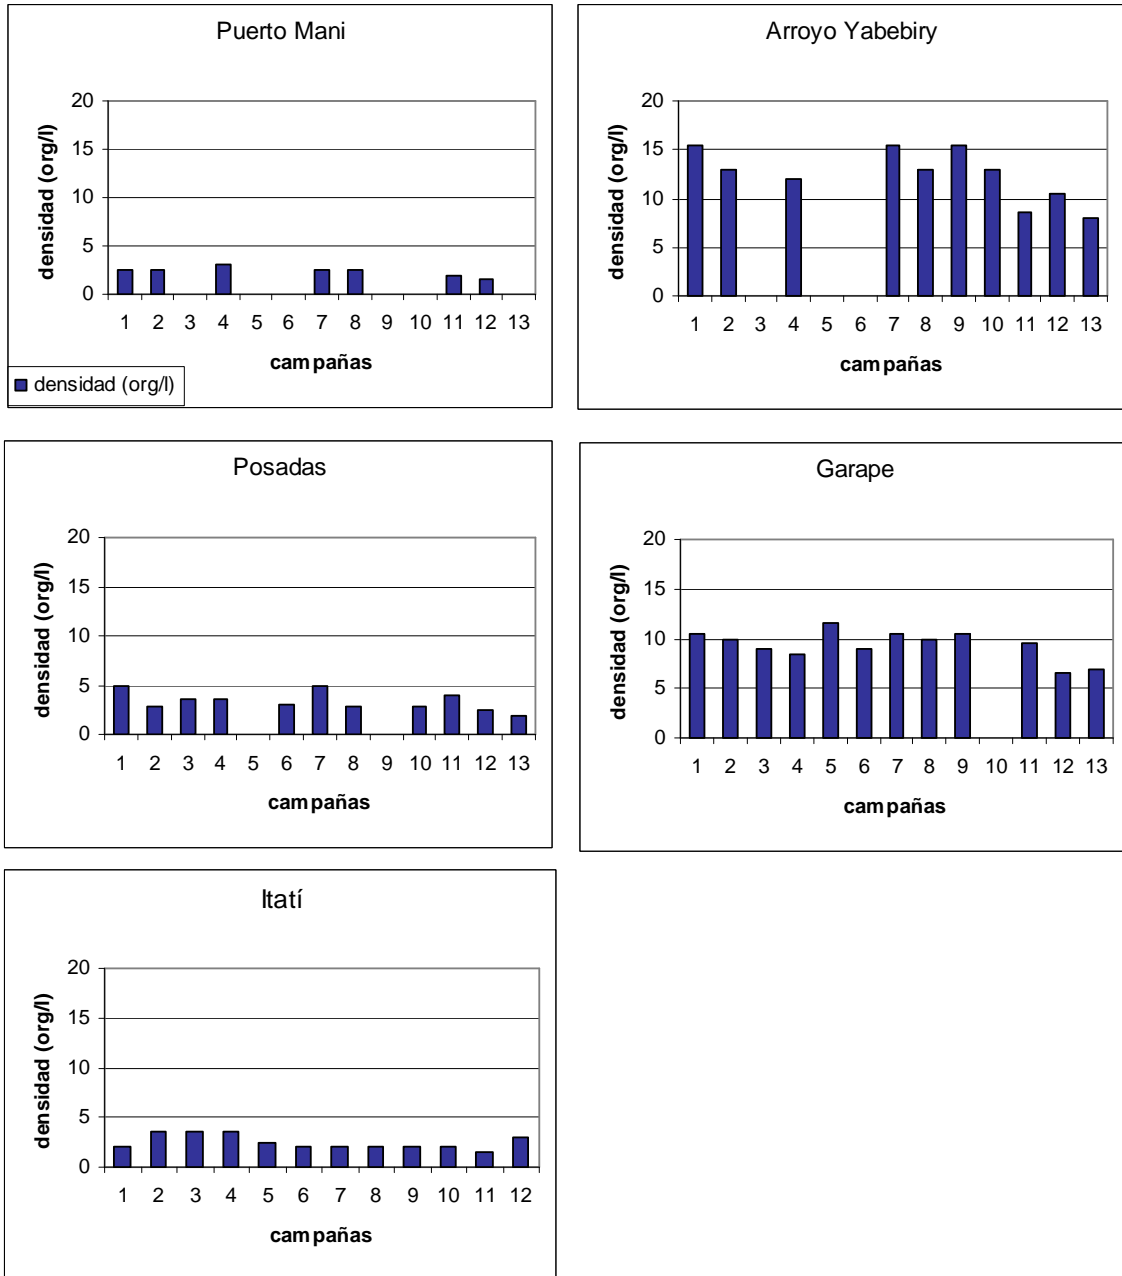 Puerto Mani
20
15
10
5
0
densidad (org/l)
1 2 3 4 5 6 7 8 9 10 11 12 13
campañas
densidad (org/l)
Arroyo Yabebiry
20
15
10
5
0
densidad (org/l)
1 2 3 4 5 6 7 8 9 10 11 12 13
campañas
Posadas
20
15
10
5
0
densidad (org/l)
1 2 3 4 5 6 7 8 9 10 11 12 13
campañas
Garape
20
15
10
5
0
densidad (org/l)
1 2 3 4 5 6 7 8 9 10 11 12 13
campañas
Itatí
20
15
10
5
0
densidad (org/l)
1 2 3 4 5 6 7 8 9 10 11 12
campañas